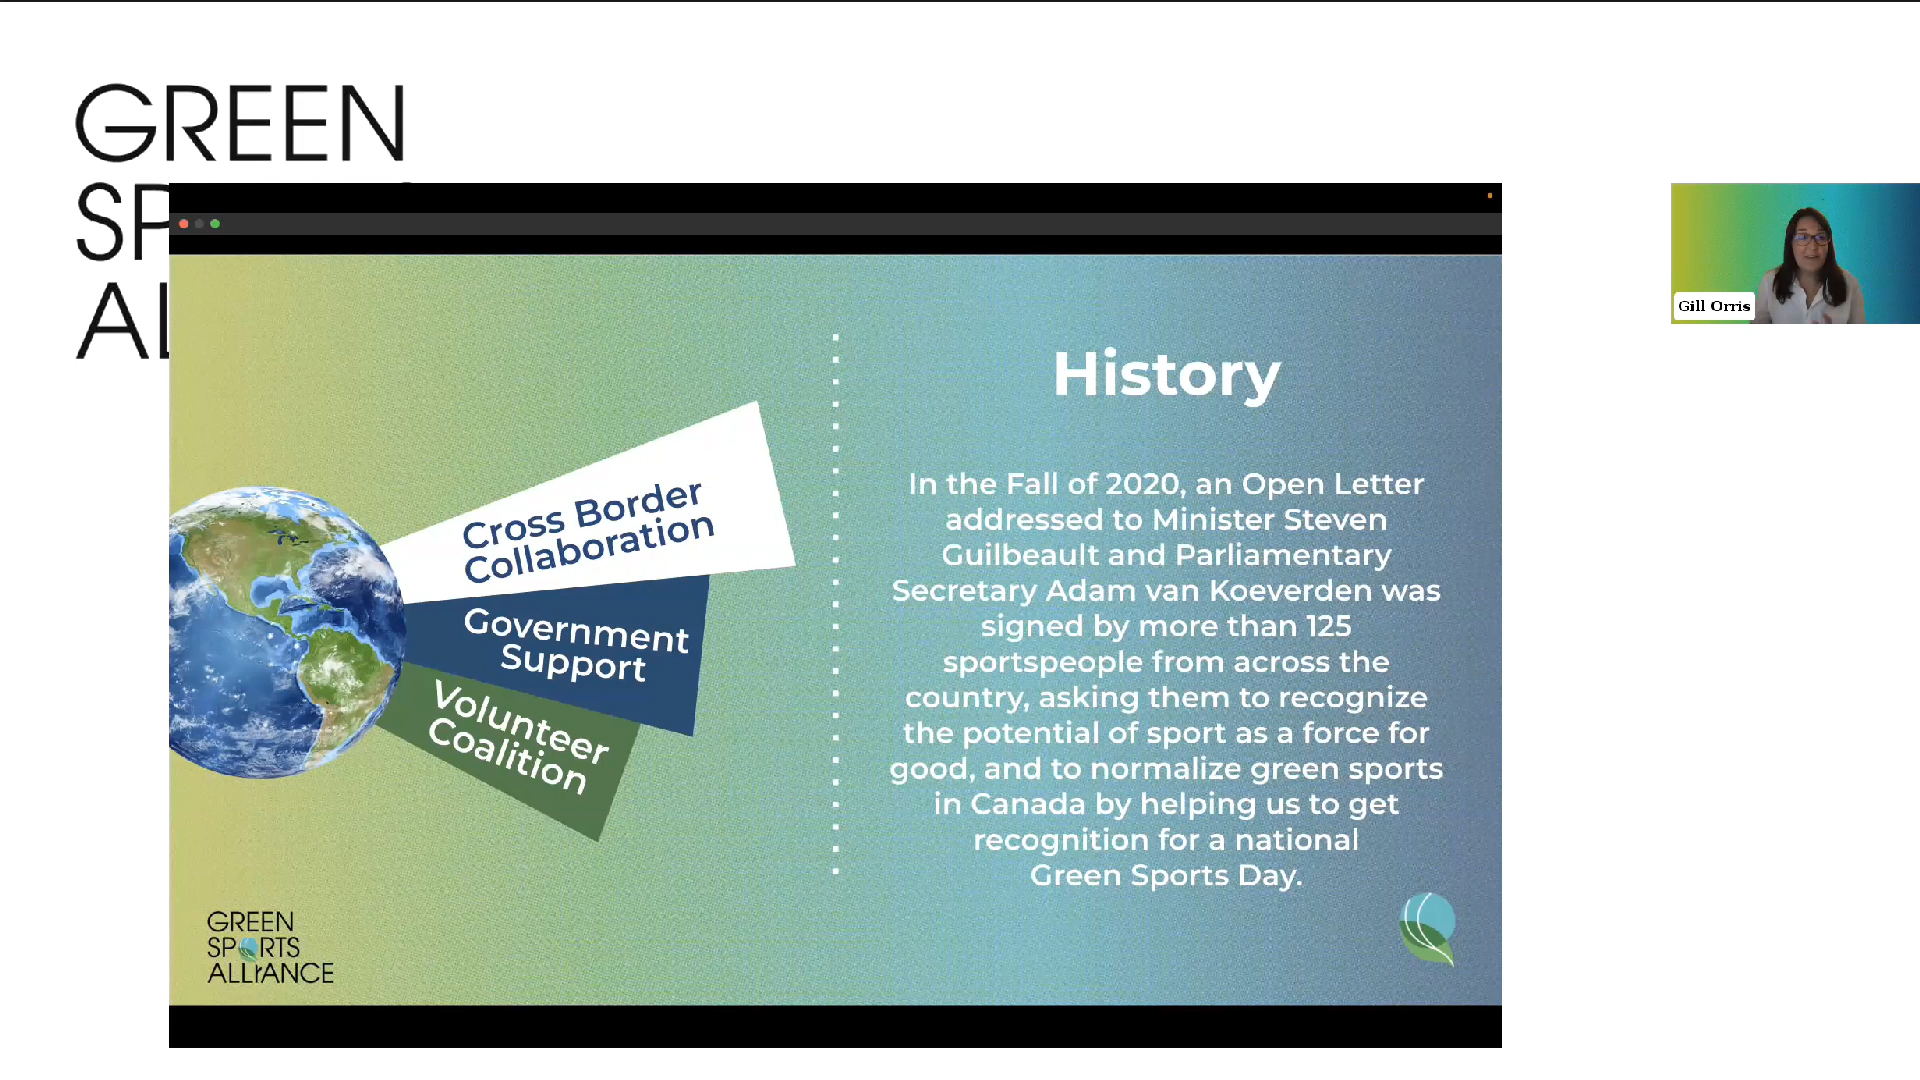 GREEN
SP
AL
Gill Orris
Cross Border
Collaboration
Government
Support
Volunteer
Coalition
History
In the Fall of 2020, an Open Letter
addressed to Minister Steven
Guilbeault and Parliamentary
Secretary Adam van Koeverden was
signed by more than 125
sportspeople from across the
country, asking them to recognize
the potential of sport as a force for
good, and to normalize green sports
in Canada by helping us to get
recognition for a national
Green Sports Day.
GREEN
SPORTS
ALLIANCE